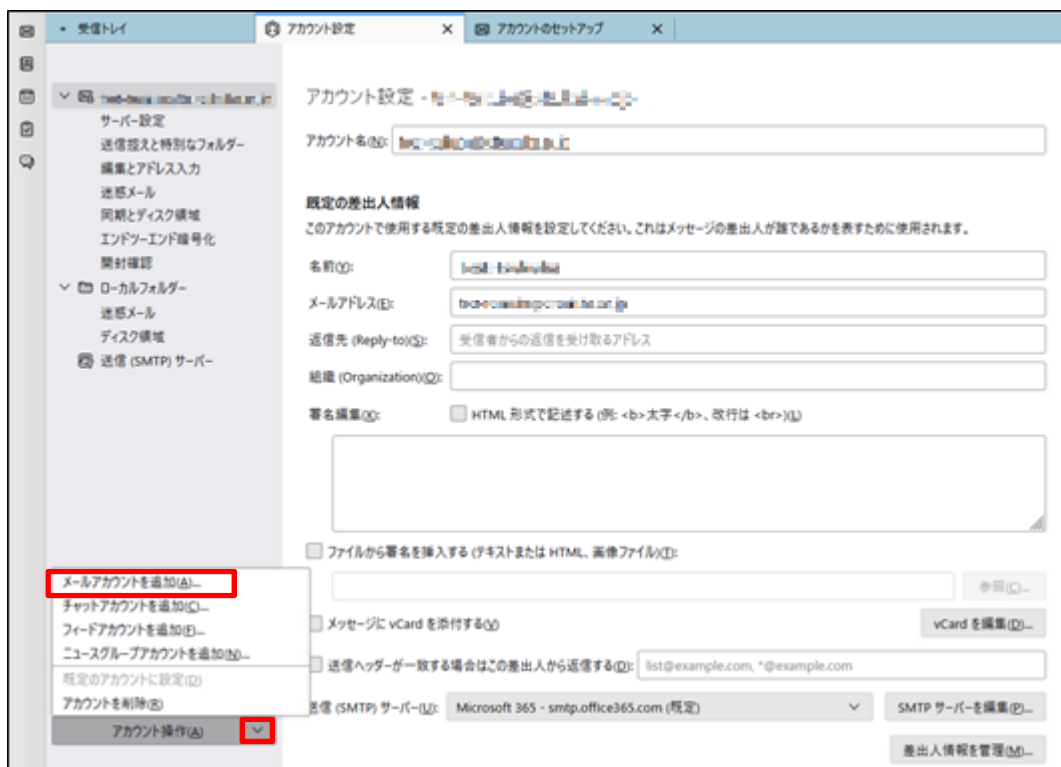 受信トレイ
アカウント設定
アカウントのセットアップ
アカウント設定 -
アカウント名(N):
サーバー設定
送信控えと特別なフォルダー
編集とアドレス入力
迷惑メール
同期とディスク領域
エンドツーエンド暗号化
開封確認
ローカルフォルダー
迷惑メール
ディスク領域
送信 (SMTP) サーバー
既定の差出人情報
このアカウントで使用する既定の差出人情報を設定してください。これはメッセージの差出人が誰であるかを表すために使用されます。
名前(Y):
メールアドレス(E):
返信先 (Reply-to)(S):
受信者からの返信を受け取るアドレス
組織 (Organization)(O):
署名編集(X):
HTML 形式で記述する (例: <b>太字</b>、改行は <br>)(L)
ファイルから署名を挿入する (テキストまたは HTML、画像ファイル)(T):
参照(C)...
メッセージに vCard を添付する(V)
vCard を編集(D)...
送信ヘッダーが一致する場合はこの差出人から返信する(D):
list@example.com, *@example.com
送信 (SMTP) サーバー(U):
Microsoft 365 - smtp.office365.com (既定)
SMTP サーバーを編集(P)...
差出人情報を管理(M)...
メールアカウントを追加(A)...
チャットアカウントを追加(C)...
フィードアカウントを追加(F)...
ニュースグループアカウントを追加(N)...
既定のアカウントに設定(D)
アカウントを削除(R)
アカウント操作(A)